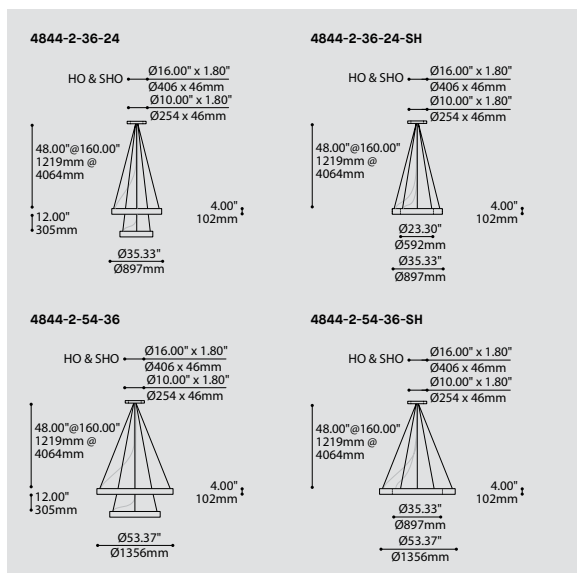 4844-2-36-24
HO & SHO
Ø16.00" x 1.80"
Ø406 x 46mm
Ø10.00" x 1.80"
Ø254 x 46mm
48.00"@160.00"
1219mm @
4064mm
12.00"
305mm
4.00"
102mm
Ø35.33"
Ø897mm
4844-2-36-24-SH
HO & SHO
Ø16.00" x 1.80"
Ø406 x 46mm
Ø10.00" x 1.80"
Ø254 x 46mm
48.00"@160.00"
1219mm @
4064mm
4.00"
102mm
Ø23.30"
Ø592mm
Ø35.33"
Ø897mm
4844-2-54-36
HO & SHO
Ø16.00" x 1.80"
Ø406 x 46mm
Ø10.00" x 1.80"
Ø254 x 46mm
48.00"@160.00"
1219mm @
4064mm
12.00"
305mm
4.00"
102mm
Ø53.37"
Ø1356mm
4844-2-54-36-SH
HO & SHO
Ø16.00" x 1.80"
Ø406 x 46mm
Ø10.00" x 1.80"
Ø254 x 46mm
48.00"@160.00"
1219mm @
4064mm
4.00"
102mm
Ø35.33"
Ø897mm
Ø53.37"
Ø1356mm